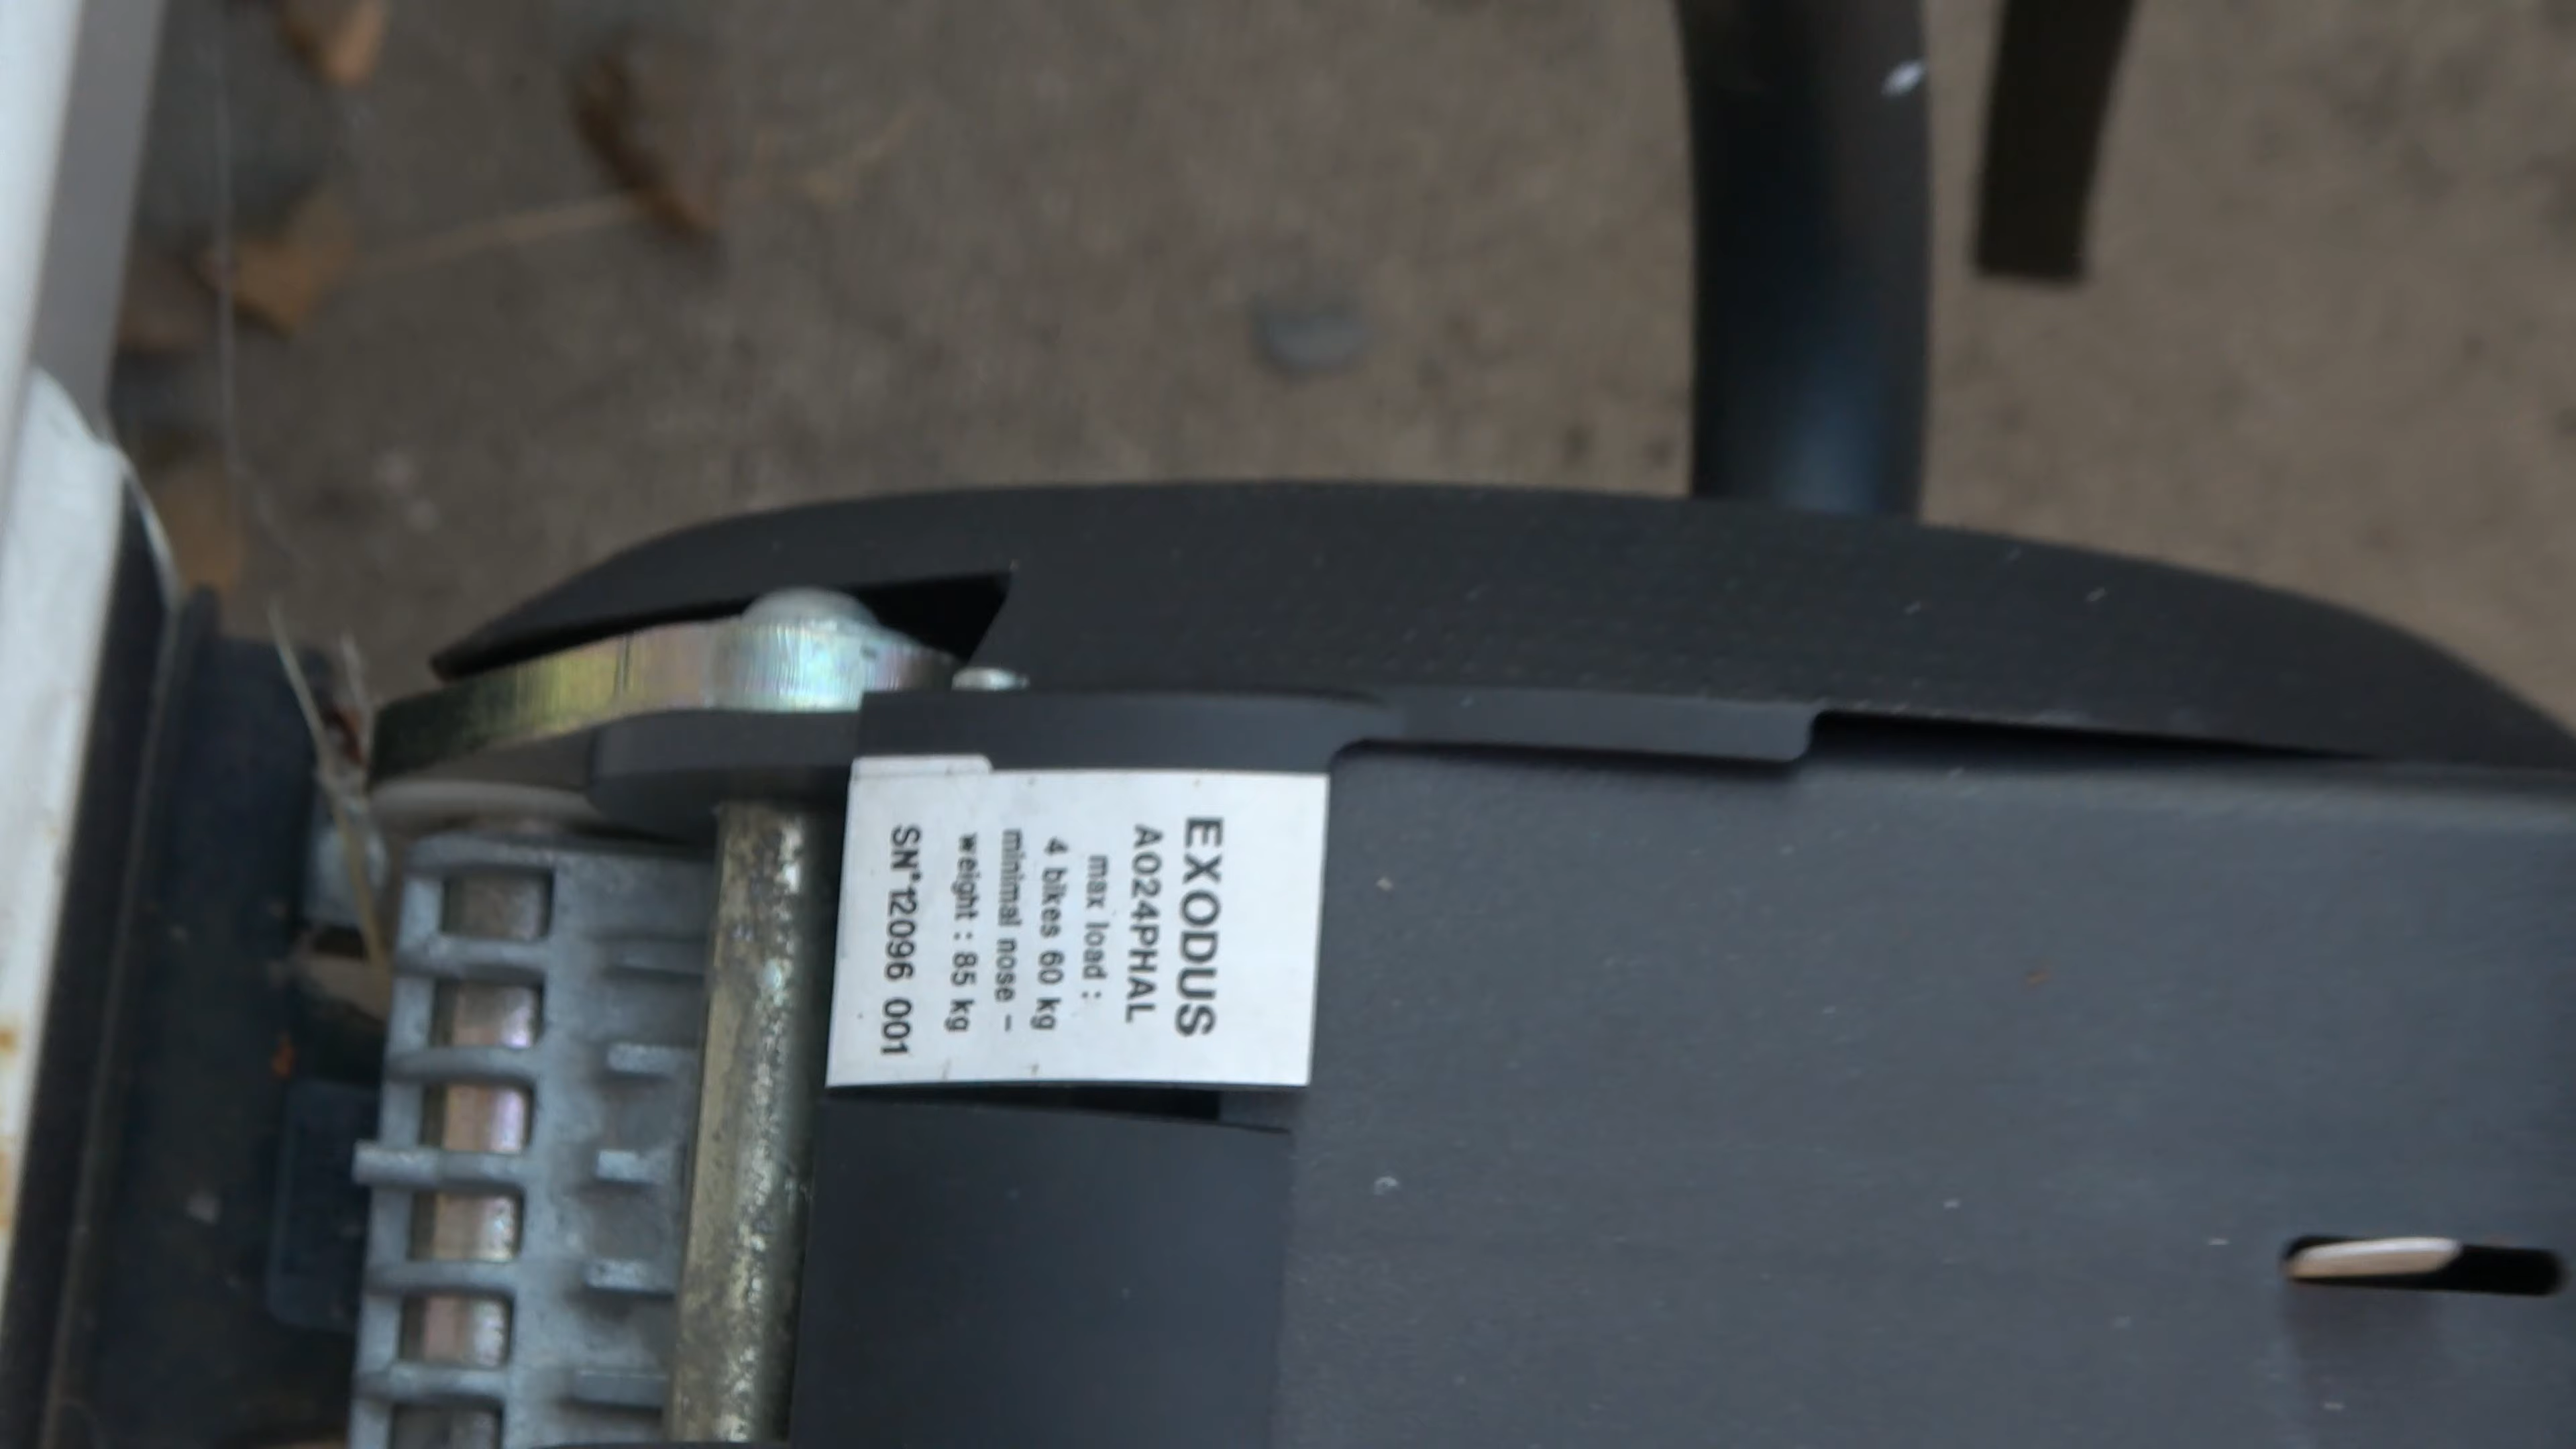 EXODUS
A024PHAL
max load :
4 bikes 60 kg
minimal nose -
weight : 85 kg
SN°12096 001